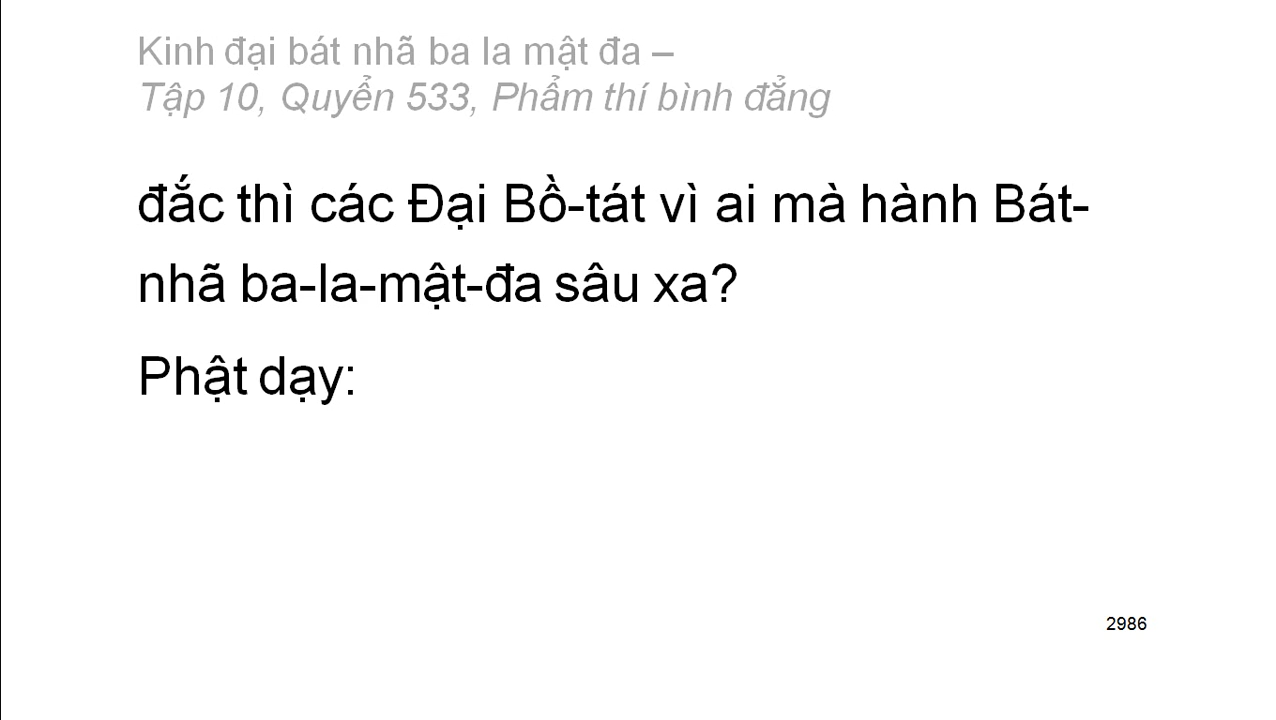 Kinh đại bát nhã ba la mật đa –
Tập 10, Quyển 533, Phẩm thí bình đẳng
đắc thì các Đại Bồ-tát vì ai mà hành Bát-
nhã ba-la-mật-đa sâu xa?
Phật dạy:
2986